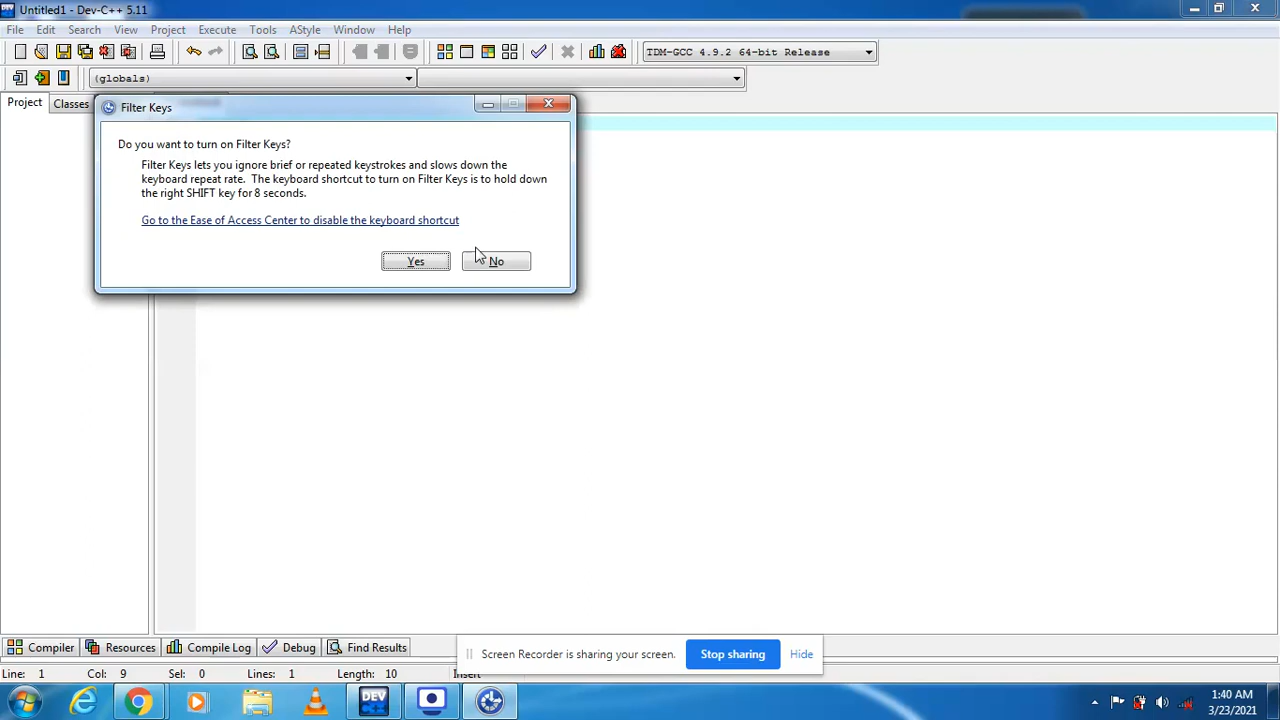 Untitled1 - Dev-C++ 5.11
File Edit Search View Project Execute Tools AStyle Window Help
TDM-GCC 4.9.2 64-bit Release
(globals)
Project Classes
Filter Keys
Do you want to turn on Filter Keys?
Filter Keys lets you ignore brief or repeated keystrokes and slows down the
keyboard repeat rate. The keyboard shortcut to turn on Filter Keys is to hold down
the right SHIFT key for 8 seconds.
Go to the Ease of Access Center to disable the keyboard shortcut
Yes No
Compiler Resources Compile Log Debug Find Results
Screen Recorder is sharing your screen. Stop sharing Hide
Line: 1 Col: 9 Sel: 0 Lines: 1 Length: 10
DEV
1:40 AM
3/23/2021